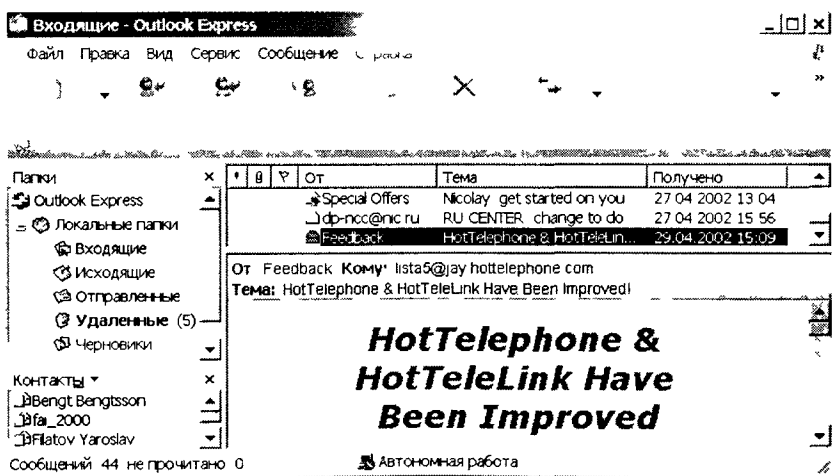 Входящие - Outlook Express
Файл Правка Вид Сервис Сообщение
Папки
Outlook Express
Локальные папки
Входящие
Исходящие
Отправленные
Удаленные (5)
Черновики
Контакты
Bengt Bengtsson
fai_2000
Filatov Yaroslav
От Тема Получено
Special Offers Nicolay get started on you 27 04 2002 13 04
dp-ncc@nic ru RU CENTER change to do 27 04 2002 15 56
Feedback HotTelephone & HotTeleLin... 29.04.2002 15:09
От Feedback Кому: lista5@jay hottelephone com
Тема: HotTelephone & HotTeleLink Have Been Improved!
HotTelephone &
HotTeleLink Have
Been Improved
Сообщений 44 не прочитано 0 Автономная работа